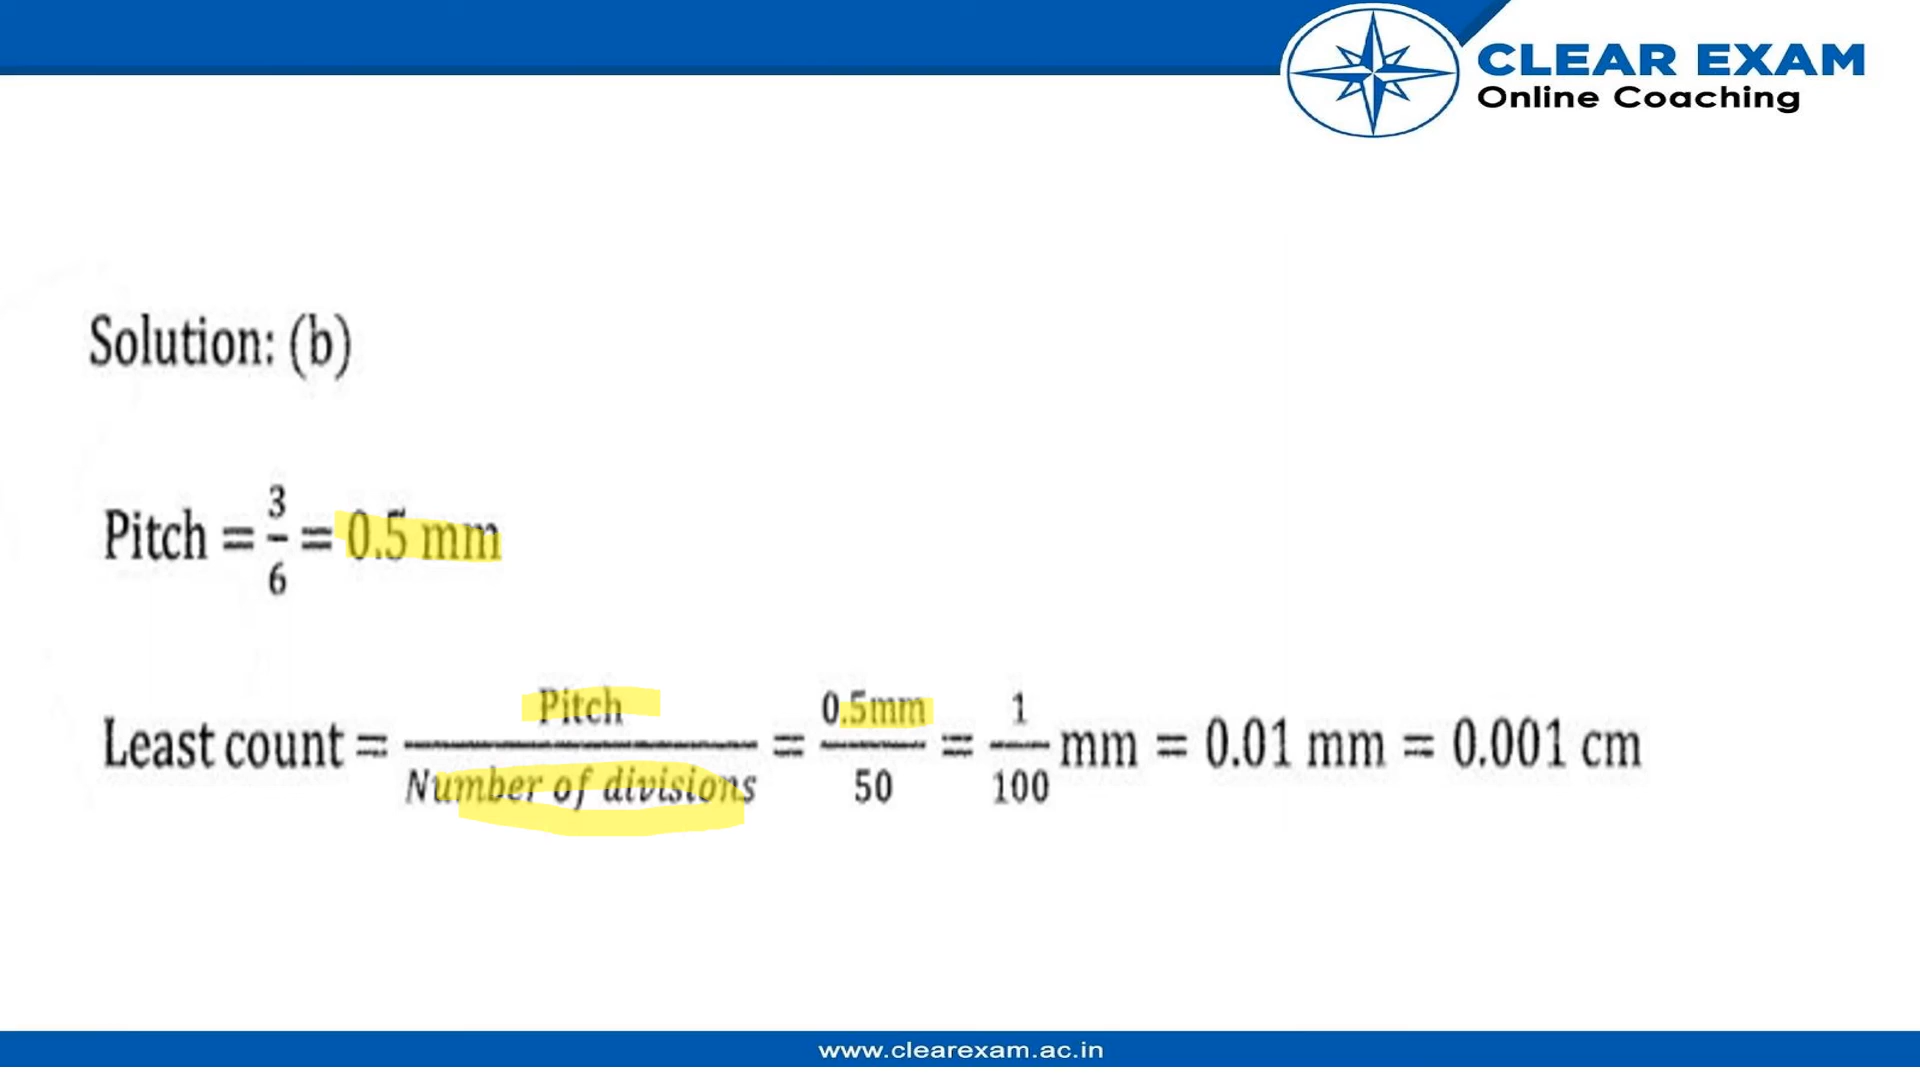 CLEAR EXAM
Online Coaching
Solution: (b)
Pitch = 3/6 = 0.5 mm
Least count = Pitch/Number of divisions = 0.5mm/50 = 1/100 mm = 0.01 mm = 0.001 cm
www.clearexam.ac.in